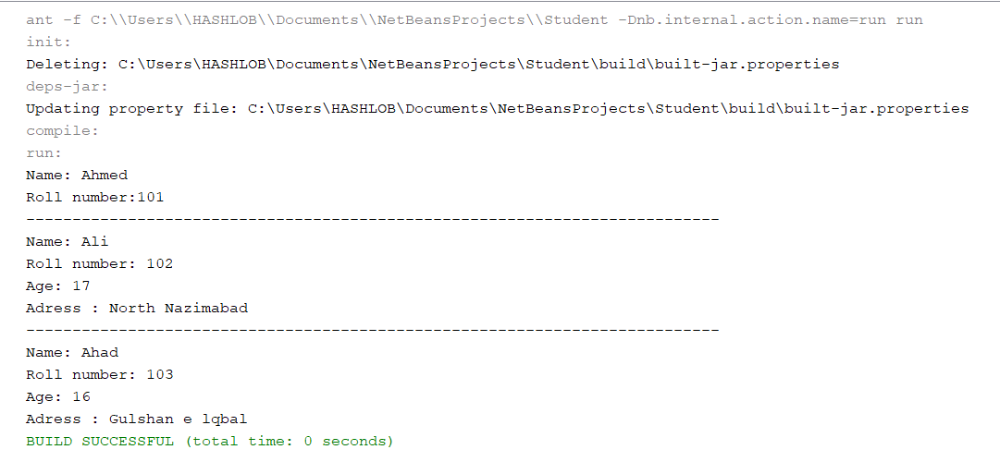 ant -f C:\\Users\\HASHLOB\\Documents\\NetBeansProjects\\Student -Dnb.internal.action.name=run run
init:
Deleting: C:\Users\HASHLOB\Documents\NetBeansProjects\Student\build\built-jar.properties
deps-jar:
Updating property file: C:\Users\HASHLOB\Documents\NetBeansProjects\Student\build\built-jar.properties
compile:
run:
Name: Ahmed
Roll number:101
---------------------------------------------------------------------------
Name: Ali
Roll number: 102
Age: 17
Adress : North Nazimabad
---------------------------------------------------------------------------
Name: Ahad
Roll number: 103
Age: 16
Adress : Gulshan e lqbal
BUILD SUCCESSFUL (total time: 0 seconds)